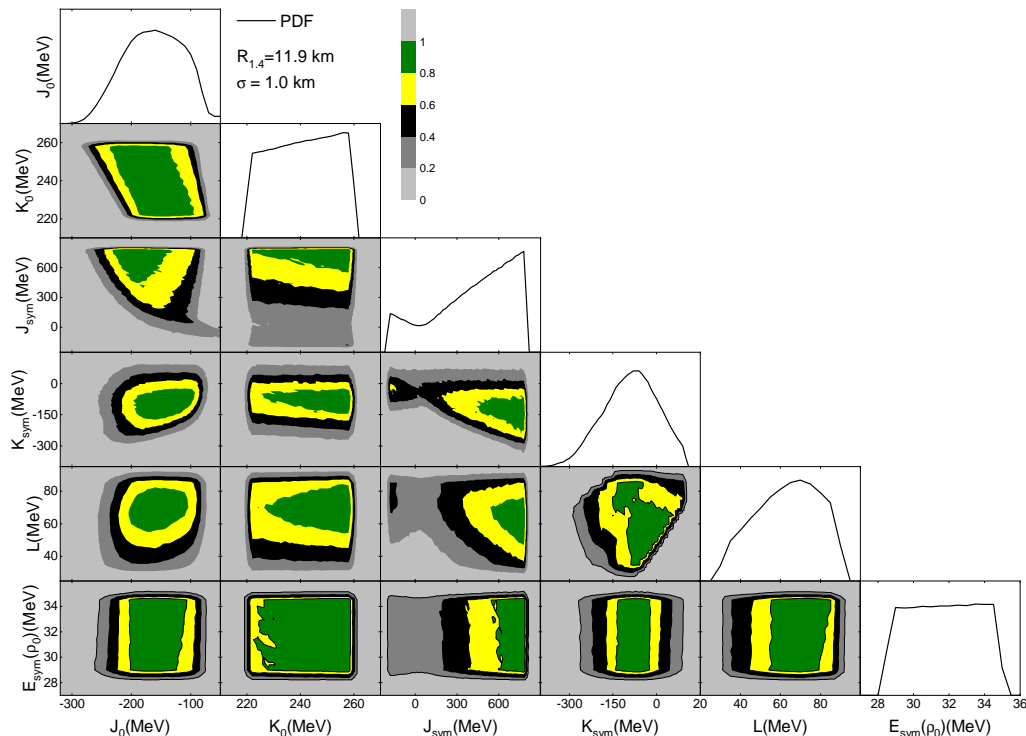 J0(MeV)
PDF
R1.4=11.9 km
σ = 1.0 km
1
0.8
0.6
0.4
0.2
0
K0(MeV)
260
240
220
Jsym(MeV)
600
300
0
Ksym(MeV)
0
-150
-300
L(MeV)
80
60
40
Esym(ρ0)(MeV)
34
32
30
28
-300 -200 -100
220 240 260
0 300 600
-300 -150 0
20 40 60 80
28 30 32 34 36
J0(MeV) K0(MeV) Jsym(MeV) Ksym(MeV) L(MeV) Esym(ρ0)(MeV)